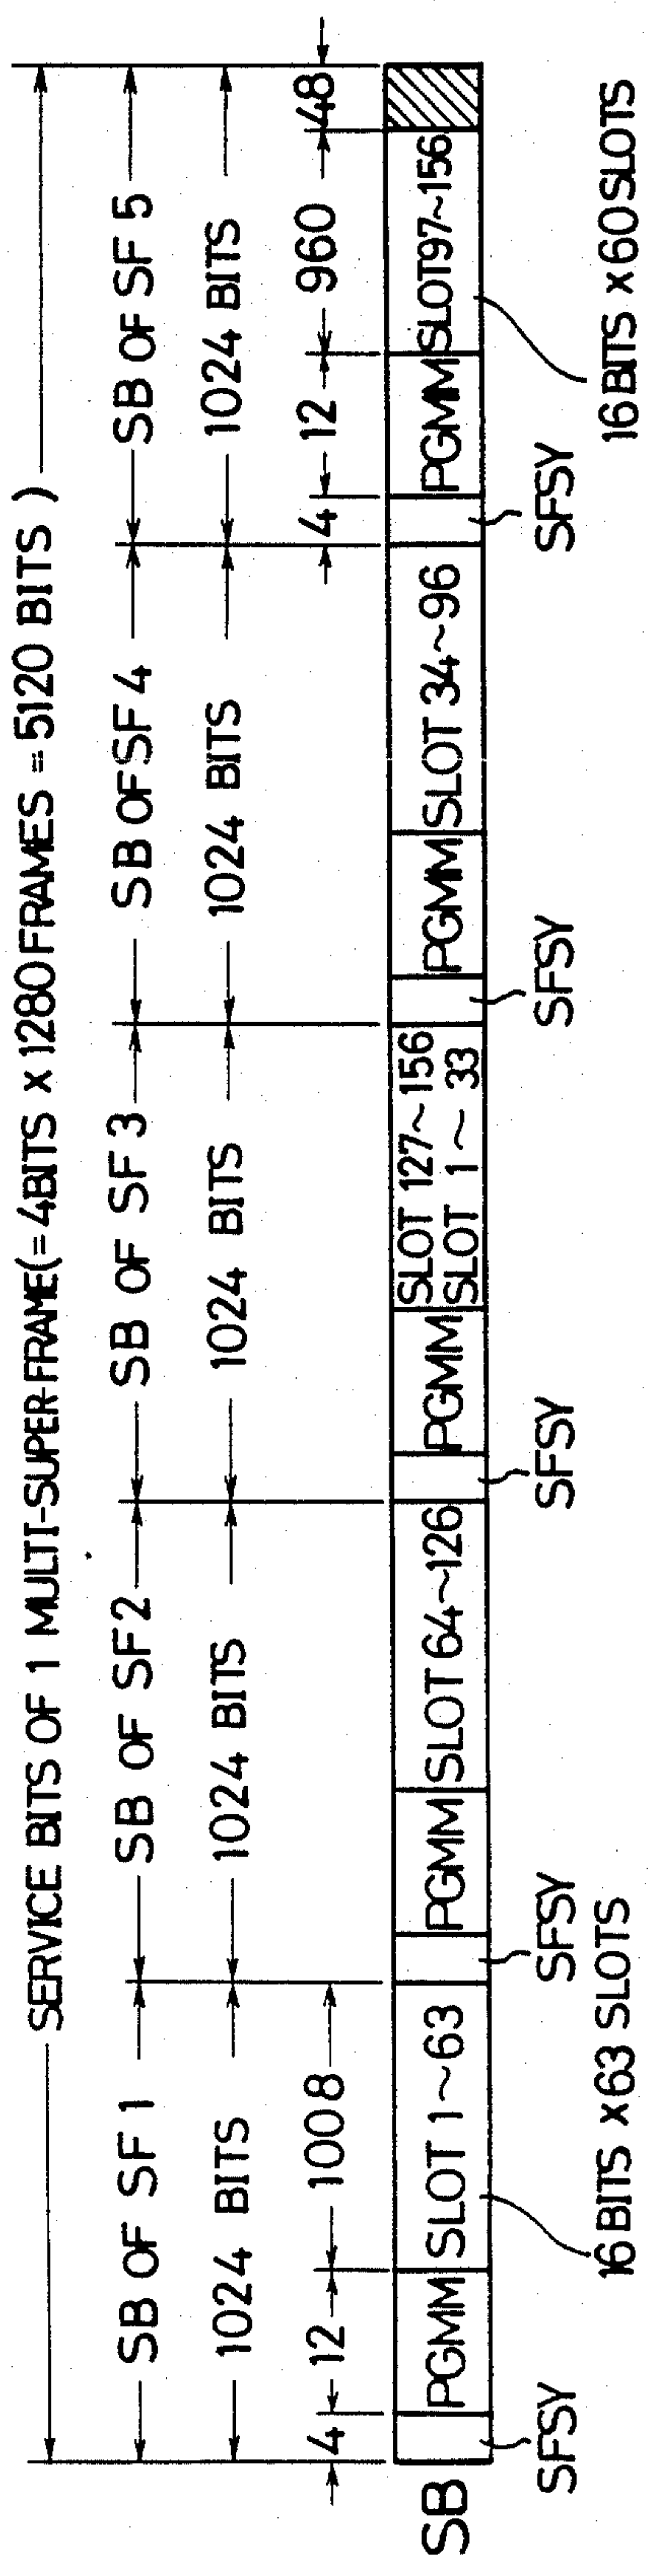 SERVICE BITS OF 1 MULTI-SUPER FRAME (= 4BITS x 1280 FRAMES = 5120 BITS )
SB OF SF 1
SB OF SF2
SB OF SF 3
SB OF SF 4
SB OF SF 5
1024 BITS
1024 BITS
1024 BITS
1024 BITS
1024 BITS
4
12
1008
4
12
960
48
SB
PGMM
SLOT 1~63
PGMM
SLOT 64~126
PGMM
SLOT 127~156
SLOT 1 ~ 33
PGMM
SLOT 34~96
PGMM
SLOT97~156
SFSY
SFSY
SFSY
SFSY
SFSY
16 BITS x 63 SLOTS
16 BITS x 60 SLOTS